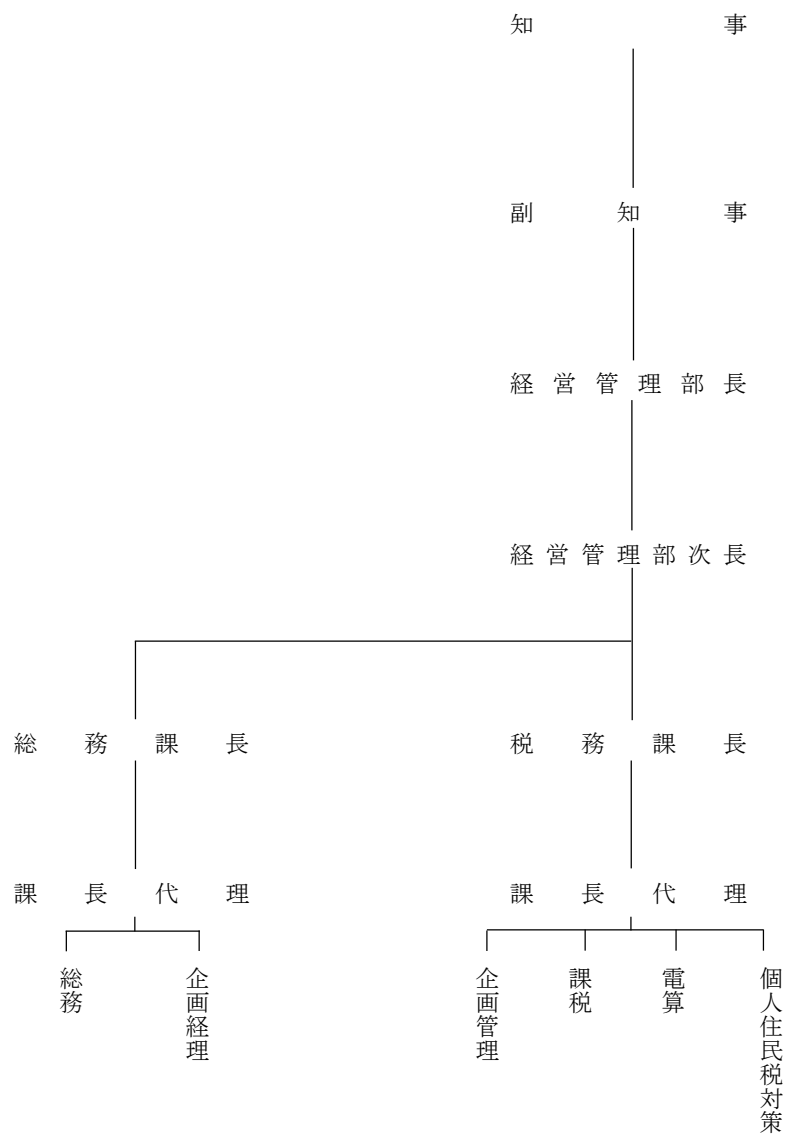 知事
副知事
経営管理部長
経営管理部次長
総務課長
税務課長
課長代理
課長代理
総務
企画経理
企画管理
課税
電算
個人住民税対策